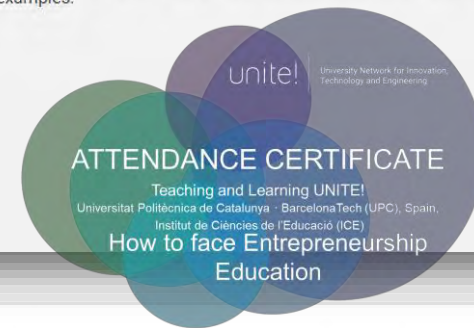 examples.
unite!
University Network for Innovation,
Technology and Engineering
ATTENDANCE CERTIFICATE
Teaching and Learning UNITE!
Universitat Politècnica de Catalunya · BarcelonaTech (UPC), Spain,
Institut de Ciències de l'Educació (ICE)
How to face Entrepreneurship
Education